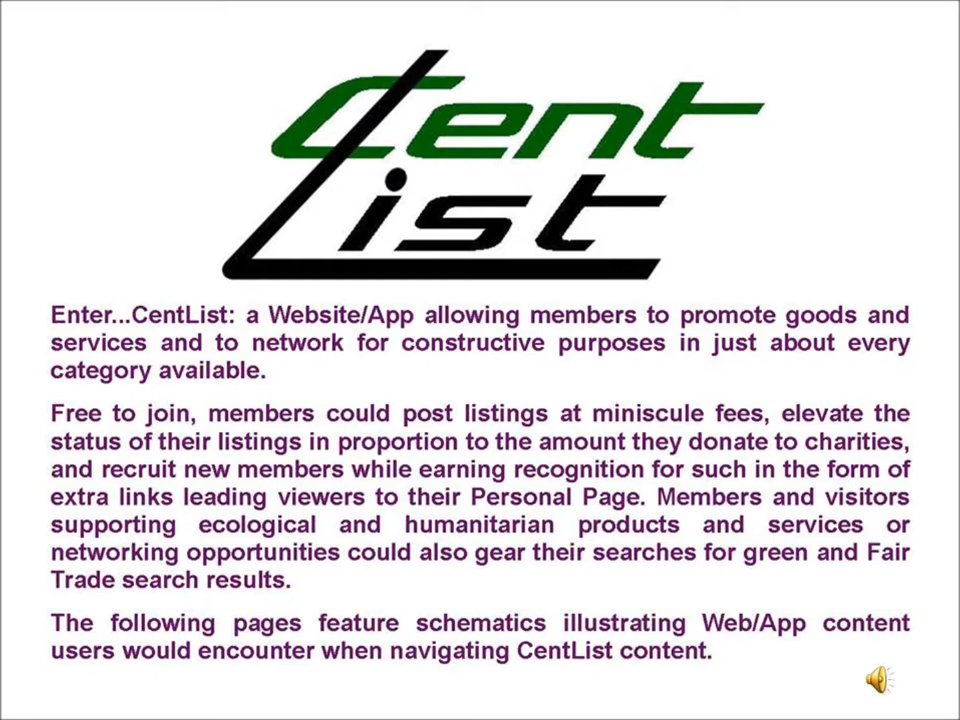 Cent
List
Enter...CentList: a Website/App allowing members to promote goods and
services and to network for constructive purposes in just about every
category available.
Free to join, members could post listings at miniscule fees, elevate the
status of their listings in proportion to the amount they donate to charities,
and recruit new members while earning recognition for such in the form of
extra links leading viewers to their Personal Page. Members and visitors
supporting ecological and humanitarian products and services or
networking opportunities could also gear their searches for green and Fair
Trade search results.
The following pages feature schematics illustrating Web/App content
users would encounter when navigating CentList content.